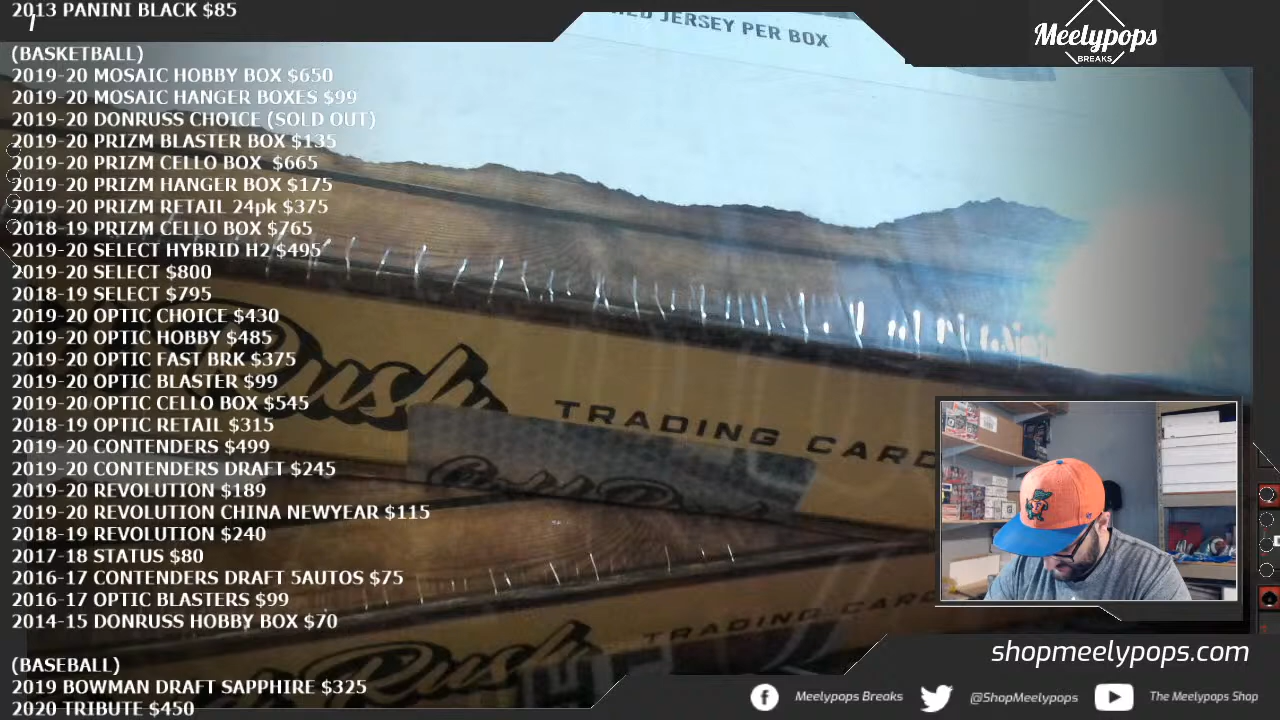 2013 PANINI BLACK $85
(BASKETBALL)
2019-20 MOSAIC HOBBY BOX $650
2019-20 MOSAIC HANGER BOXES $99
2019-20 DONRUSS CHOICE (SOLD OUT)
2019-20 PRIZM BLASTER BOX $135
2019-20 PRIZM CELLO BOX $665
2019-20 PRIZM HANGER BOX $175
2019-20 PRIZM RETAIL 24pk $375
2018-19 PRIZM CELLO BOX $765
2019-20 SELECT HYBRID H2 $495
2019-20 SELECT $800
2018-19 SELECT $795
2019-20 OPTIC CHOICE $430
2019-20 OPTIC HOBBY $485
2019-20 OPTIC FAST BRK $375
2019-20 OPTIC BLASTER $99
2019-20 OPTIC CELLO BOX $545
2018-19 OPTIC RETAIL $315
2019-20 CONTENDERS $499
2019-20 CONTENDERS DRAFT $245
2019-20 REVOLUTION $189
2019-20 REVOLUTION CHINA NEWYEAR $115
2018-19 REVOLUTION $240
2017-18 STATUS $80
2016-17 CONTENDERS DRAFT 5AUTOS $75
2016-17 OPTIC BLASTERS $99
2014-15 DONRUSS HOBBY BOX $70
(BASEBALL)
2019 BOWMAN DRAFT SAPPHIRE $325
2020 TRIBUTE $450
JERSEY PER BOX
Meelypops
BREAKS
Rush
TRADING CARD
Rush
TRADING CARD
shopmeelypops.com
Meelypops Breaks
@ShopMeelypops
The Meelypops Shop